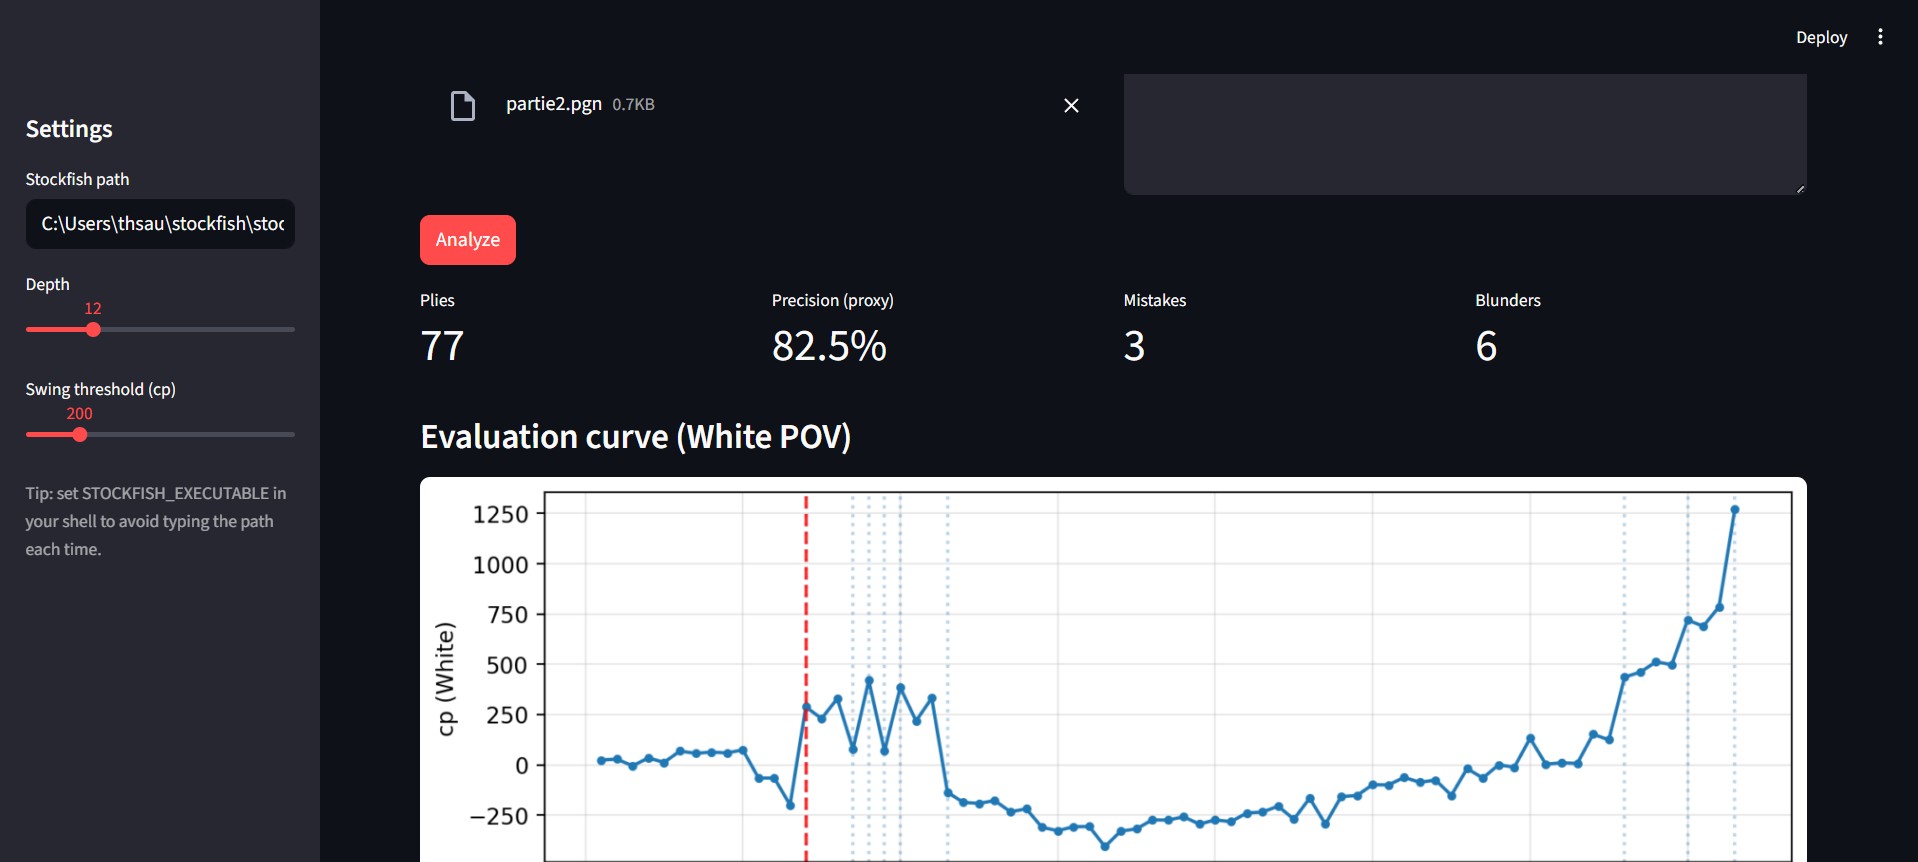 Deploy
Settings
Stockfish path
C:\Users\thsau\stockfish\stoc
Depth
12
Swing threshold (cp)
200
Tip: set STOCKFISH_EXECUTABLE in
your shell to avoid typing the path
each time.
partie2.pgn 0.7KB
Analyze
Plies
77
Precision (proxy)
82.5%
Mistakes
3
Blunders
6
Evaluation curve (White POV)
cp (White)
1250
1000
750
500
250
0
−250